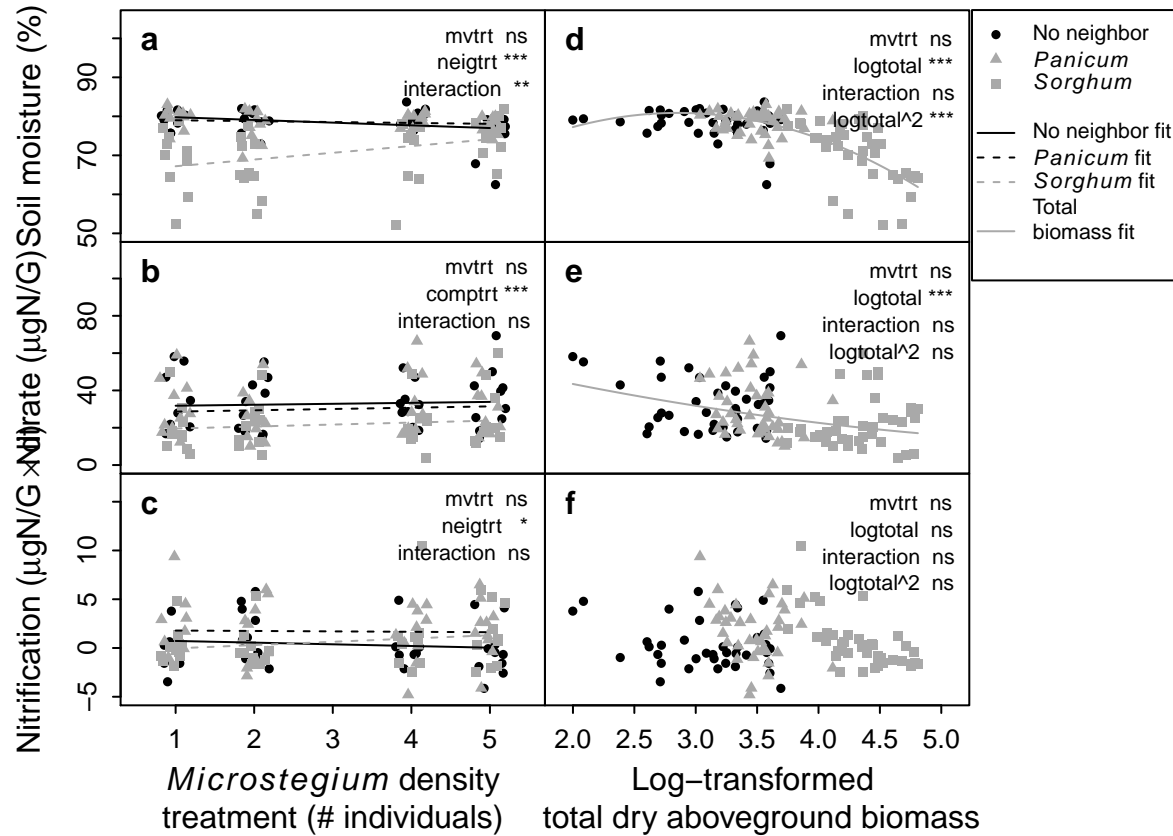 Soil moisture (%)
50
70
90
a
mvtrt ns
neigtrt ***
interaction **
d
mvtrt ns
logtotal ***
interaction ns
logtotal^2 ***
No neighbor
Panicum
Sorghum
No neighbor fit
Panicum fit
Sorghum fit
Total
biomass fit
Nitrate (μgN/G)
0
20
40
80
b
mvtrt ns
comptrt ***
interaction ns
e
mvtrt ns
logtotal ***
interaction ns
logtotal^2 ns
Nitrification (μgN/G ×
−5
0
5
10
c
mvtrt ns
neigtrt *
interaction ns
f
mvtrt ns
logtotal ns
interaction ns
logtotal^2 ns
1 2 3 4 5
2.0 2.5 3.0 3.5 4.0 4.5 5.0
Microstegium density
treatment (# individuals)
Log−transformed
total dry aboveground biomass